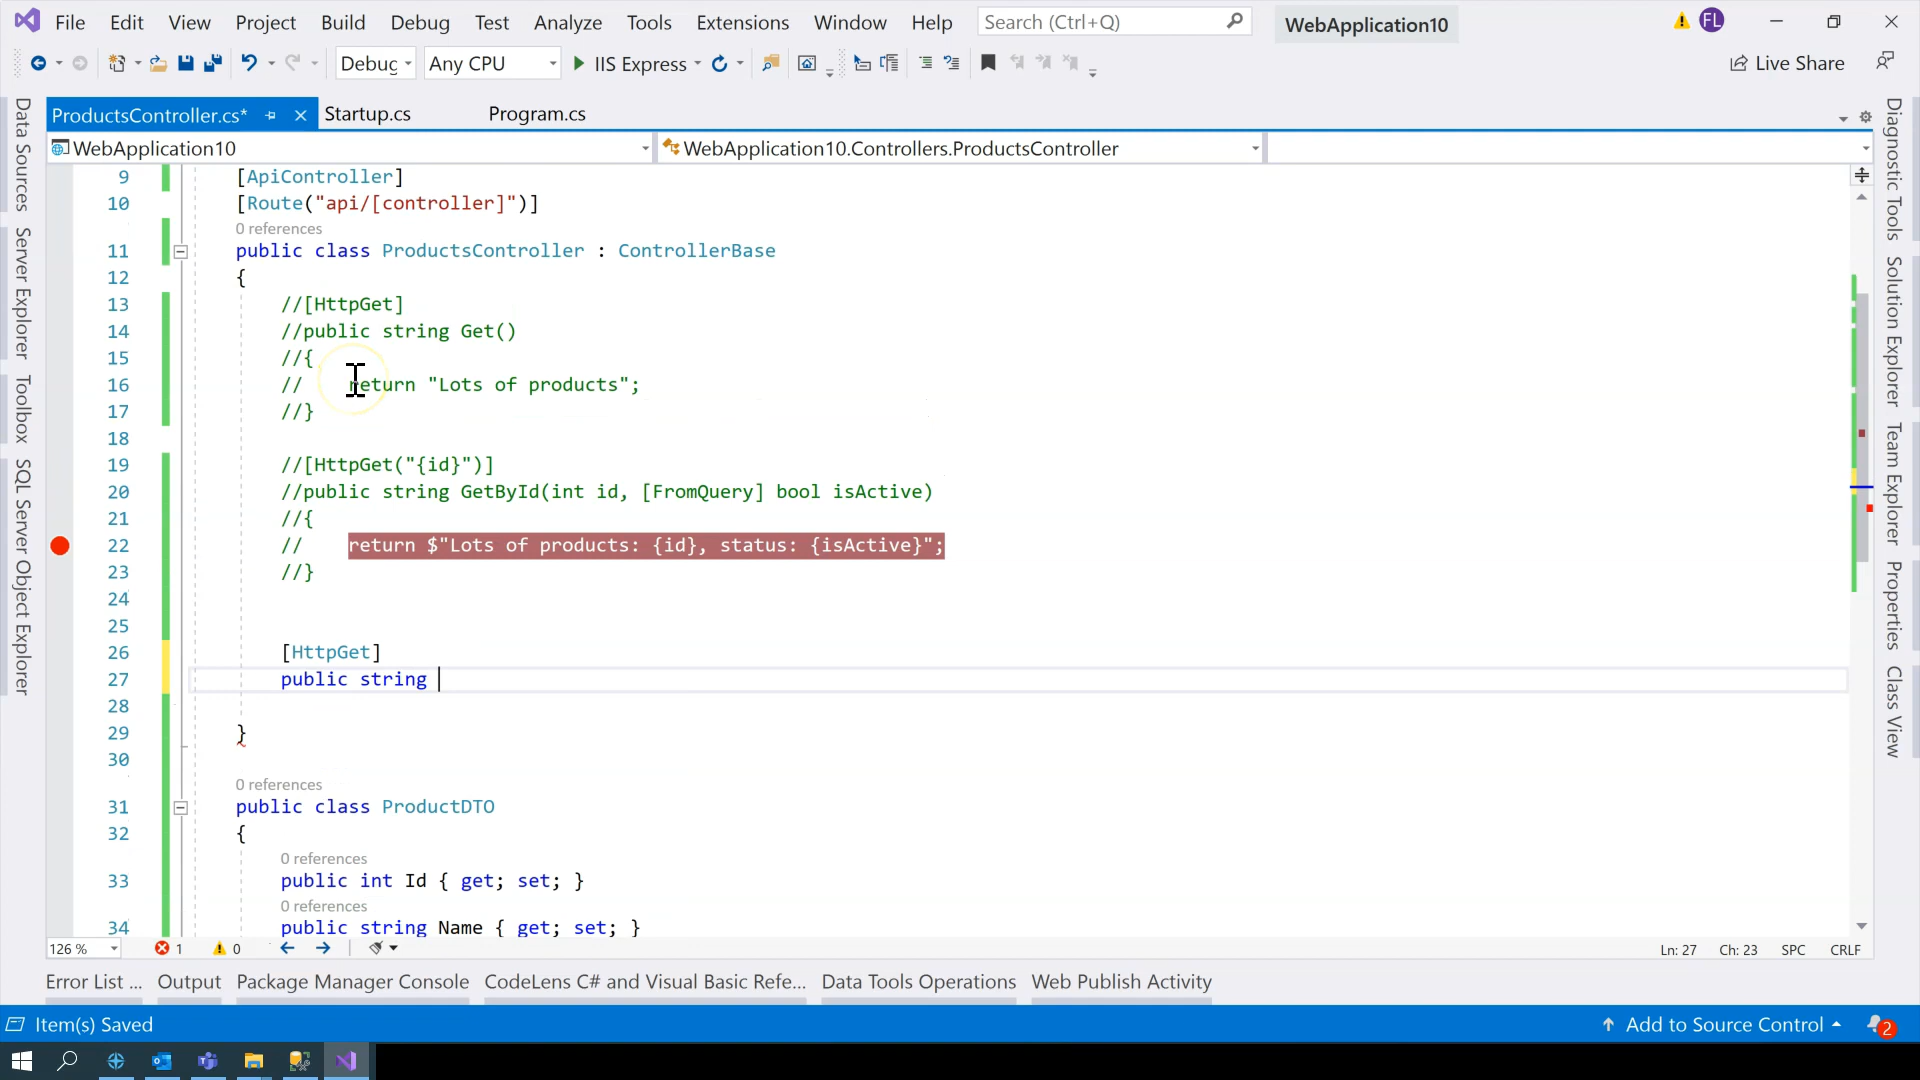 File Edit View Project Build Debug Test Analyze Tools Extensions Window Help Search (Ctrl+Q) WebApplication10 FL
Debug Any CPU IIS Express Live Share
ProductsController.cs* Startup.cs Program.cs
WebApplication10 WebApplication10.Controllers.ProductsController
Data Sources
Server Explorer
Toolbox
SQL Server Object Explorer
9 [ApiController]
10 [Route("api/[controller]")]
0 references
11 public class ProductsController : ControllerBase
12 {
13 //[HttpGet]
14 //public string Get()
15 //{
16 // return "Lots of products";
17 //}
18
19 //[HttpGet("{id}")]
20 //public string GetById(int id, [FromQuery] bool isActive)
21 //{
22 // return $"Lots of products: {id}, status: {isActive}";
23 //}
24
25
26 [HttpGet]
27 public string
28
29 }
30
0 references
31 public class ProductDTO
32 {
0 references
33 public int Id { get; set; }
0 references
34 public string Name { get; set; }
Diagnostic Tools
Solution Explorer
Team Explorer
Properties
Class View
126 % 1 0 Ln: 27 Ch: 23 SPC CRLF
Error List ... Output Package Manager Console CodeLens C# and Visual Basic Refe... Data Tools Operations Web Publish Activity
Item(s) Saved Add to Source Control 2